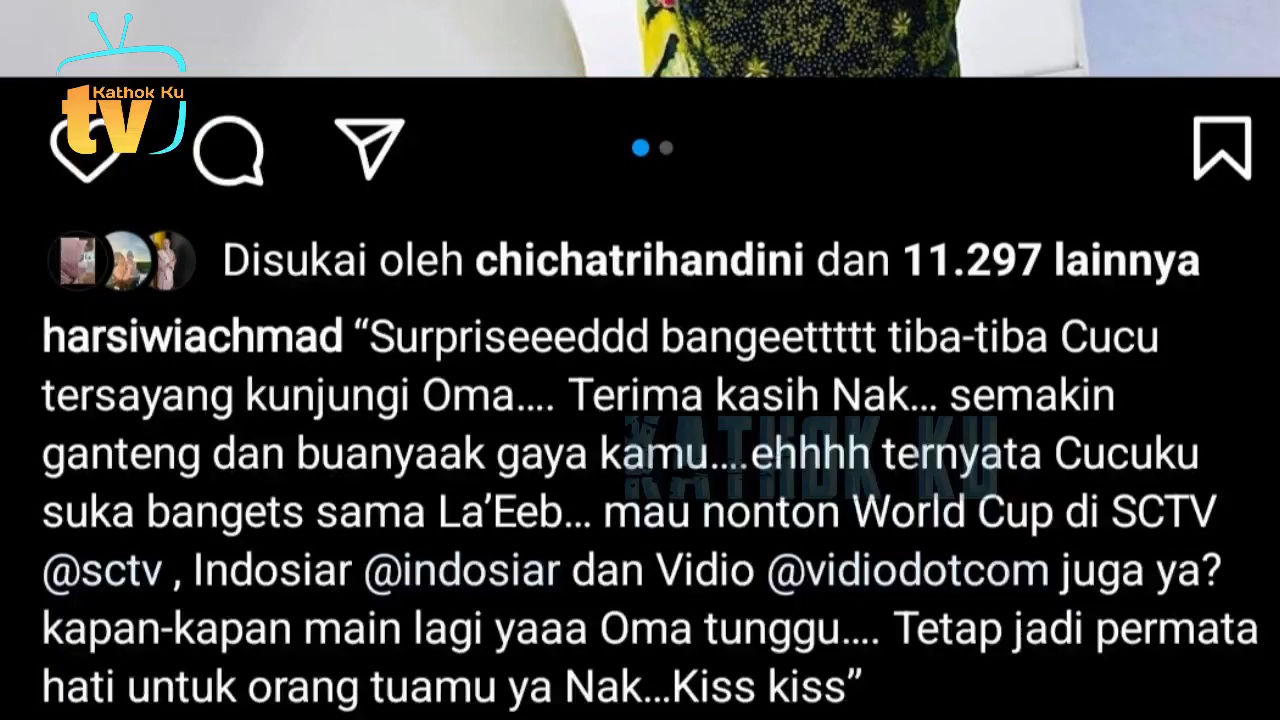 Kathok Ku
tv
Disukai oleh chichatrihandini dan 11.297 lainnya
harsiwiachmad “Surpriseeeddd bangeettttt tiba-tiba Cucu
tersayang kunjungi Oma.... Terima kasih Nak... semakin
ganteng dan buanyaak gaya kamu....ehhhh ternyata Cucuku
KATHOK KU
suka bangets sama La’Eeb... mau nonton World Cup di SCTV
@sctv , Indosiar @indosiar dan Vidio @vidiodotcom juga ya?
kapan-kapan main lagi yaaa Oma tunggu.... Tetap jadi permata
hati untuk orang tuamu ya Nak...Kiss kiss”